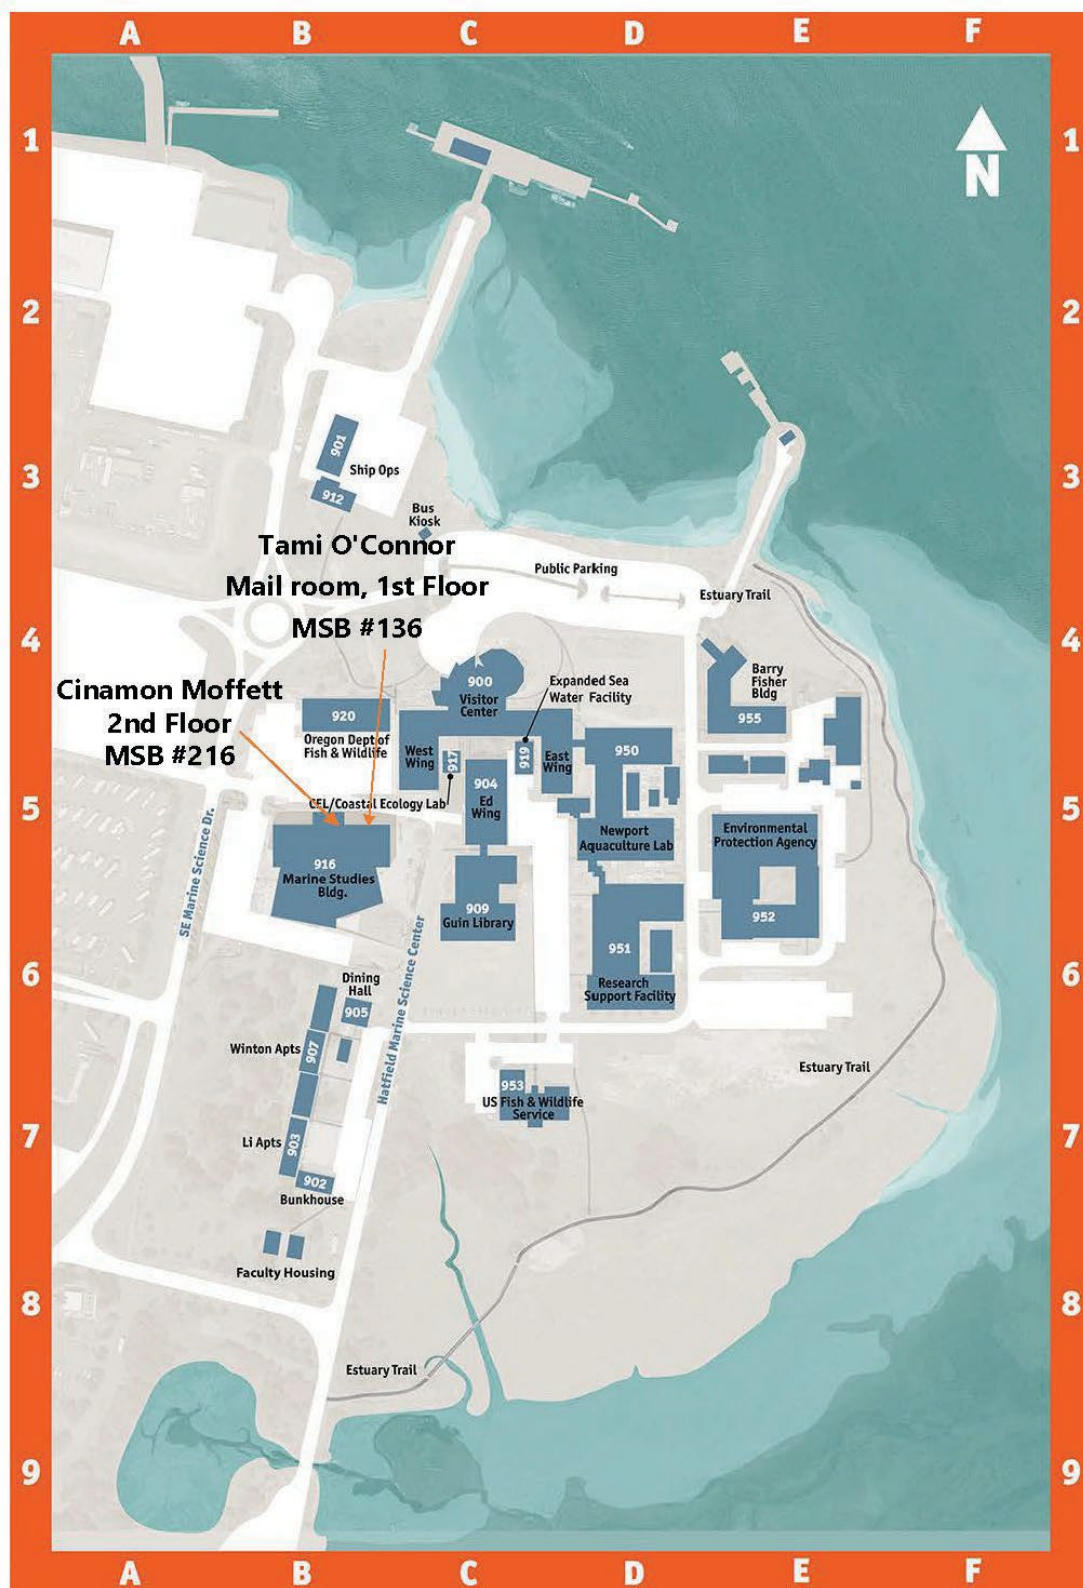 A B C D E F
1 1
N
2 2
901
3 3
Ship Ops
912
Bus
Kiosk
Tami O'Connor
Mail room, 1st Floor
MSB #136
Public Parking
Estuary Trail
4 4
Cinamon Moffett
2nd Floor
MSB #216
900
Visitor
Center
Expanded Sea
Water Facility
Barry
Fisher
Bldg
955
920
Oregon Dept of
Fish & Wildlife
West
Wing
917
919
East
Wing
950
904
Ed
Wing
CEL/Coastal Ecology Lab
5 5
SE Marine Science Dr.
916
Marine Studies
Bldg.
Newport
Aquaculture Lab
Environmental
Protection Agency
909
Guin Library
952
951
Research
Support Facility
6 6
Dining
Hall
905
Hatfield Marine Science Center
Winton Apts
907
Estuary Trail
953
US Fish & Wildlife
Service
7 7
Li Apts
903
902
Bunkhouse
Faculty Housing
8 8
Estuary Trail
9 9
A B C D E F